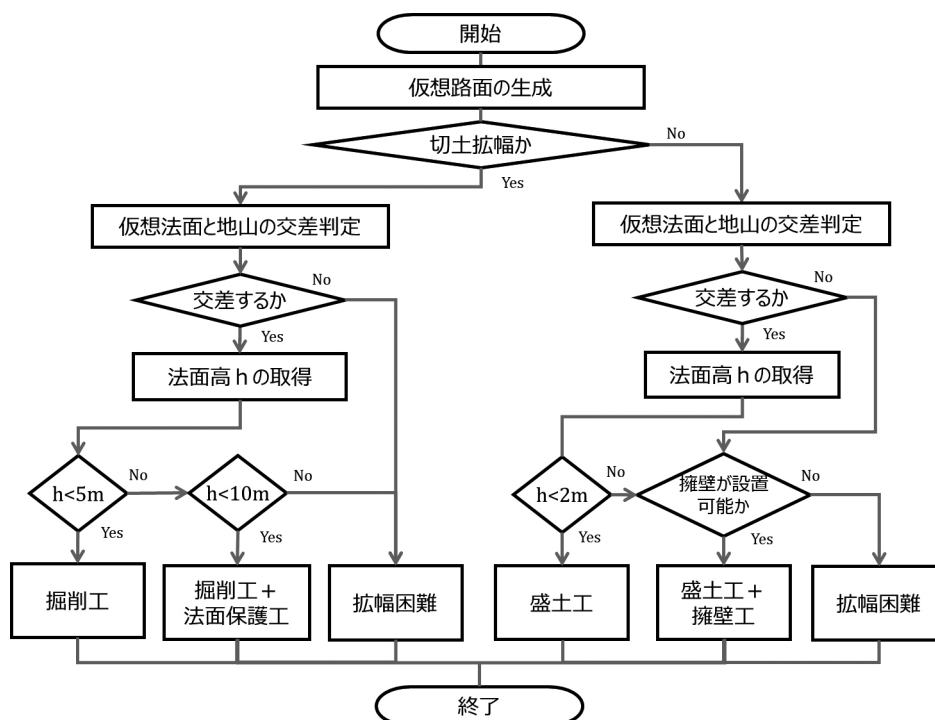 開始
仮想路面の生成
切土拡幅か
No
Yes
仮想法面と地山の交差判定
仮想法面と地山の交差判定
交差するか
No
Yes
交差するか
No
Yes
法面高hの取得
法面高hの取得
h<5m
No
Yes
h<10m
No
Yes
h<2m
No
Yes
擁壁が設置
可能か
No
Yes
掘削工
掘削工+
法面保護工
拡幅困難
盛土工
盛土工+
擁壁工
拡幅困難
終了